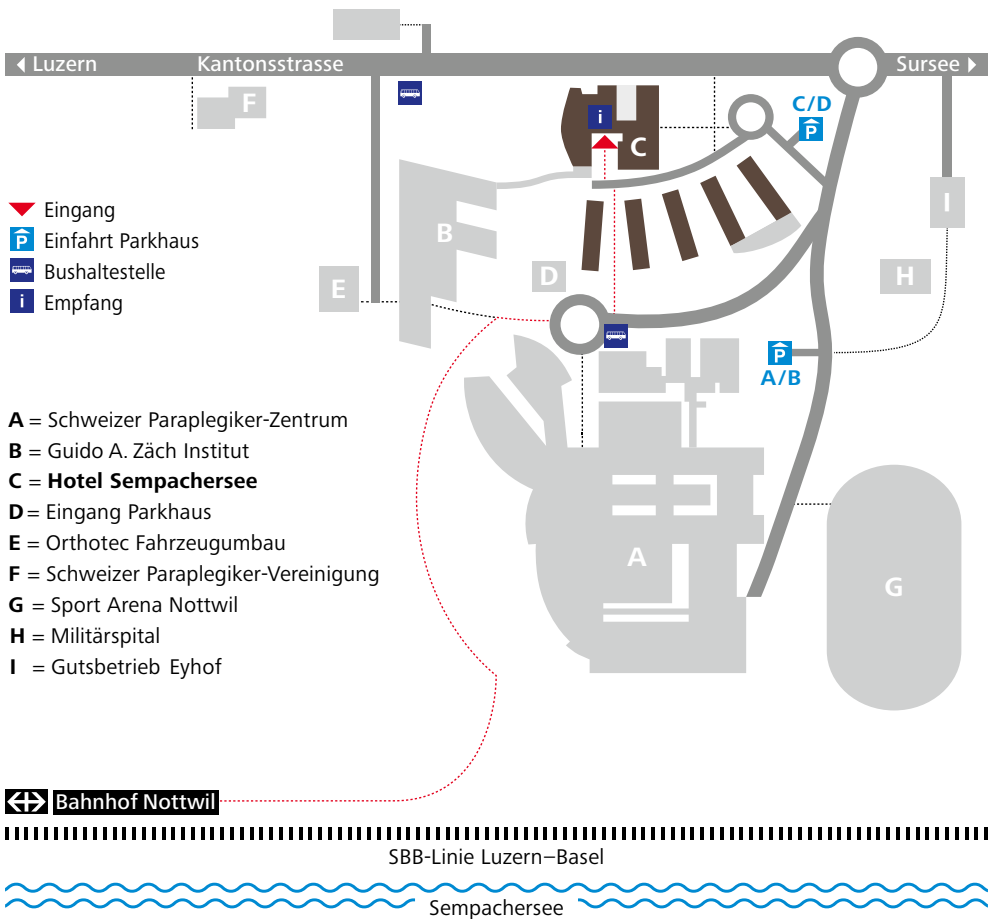 Luzern
Kantonsstrasse
Sursee
F
i
C
C/D
P
I
B
D
E
H
P
A/B
A
G
Eingang
P Einfahrt Parkhaus
Bushaltestelle
i Empfang
A = Schweizer Paraplegiker-Zentrum
B = Guido A. Zäch Institut
C = Hotel Sempachersee
D = Eingang Parkhaus
E = Orthotec Fahrzeugumbau
F = Schweizer Paraplegiker-Vereinigung
G = Sport Arena Nottwil
H = Militärspital
I = Gutsbetrieb Eyhof
Bahnhof Nottwil
SBB-Linie Luzern–Basel
Sempachersee